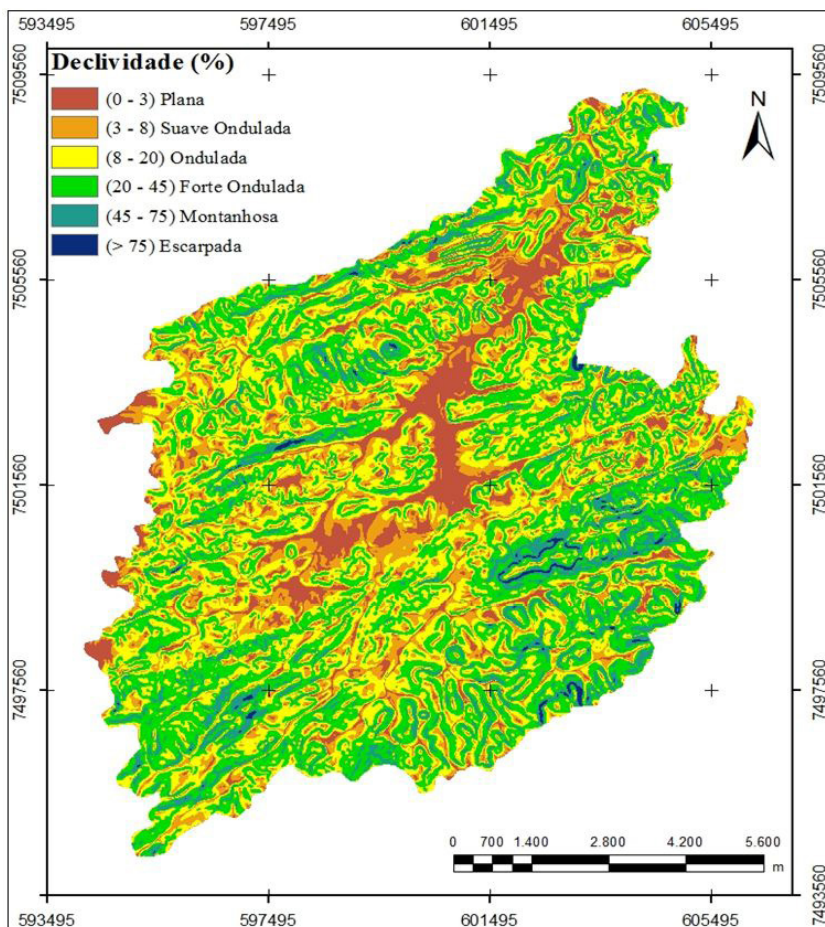 593495 597495 601495 605495
7509560 7509560
Declividade (%)
(0 - 3) Plana
(3 - 8) Suave Ondulada
(8 - 20) Ondulada
(20 - 45) Forte Ondulada
(45 - 75) Montanhosa
(> 75) Escarpada
N
7505560 7505560
7501560 7501560
7497560 7497560
0 700 1.400 2.800 4.200 5.600
m
7493560 7493560
593495 597495 601495 605495